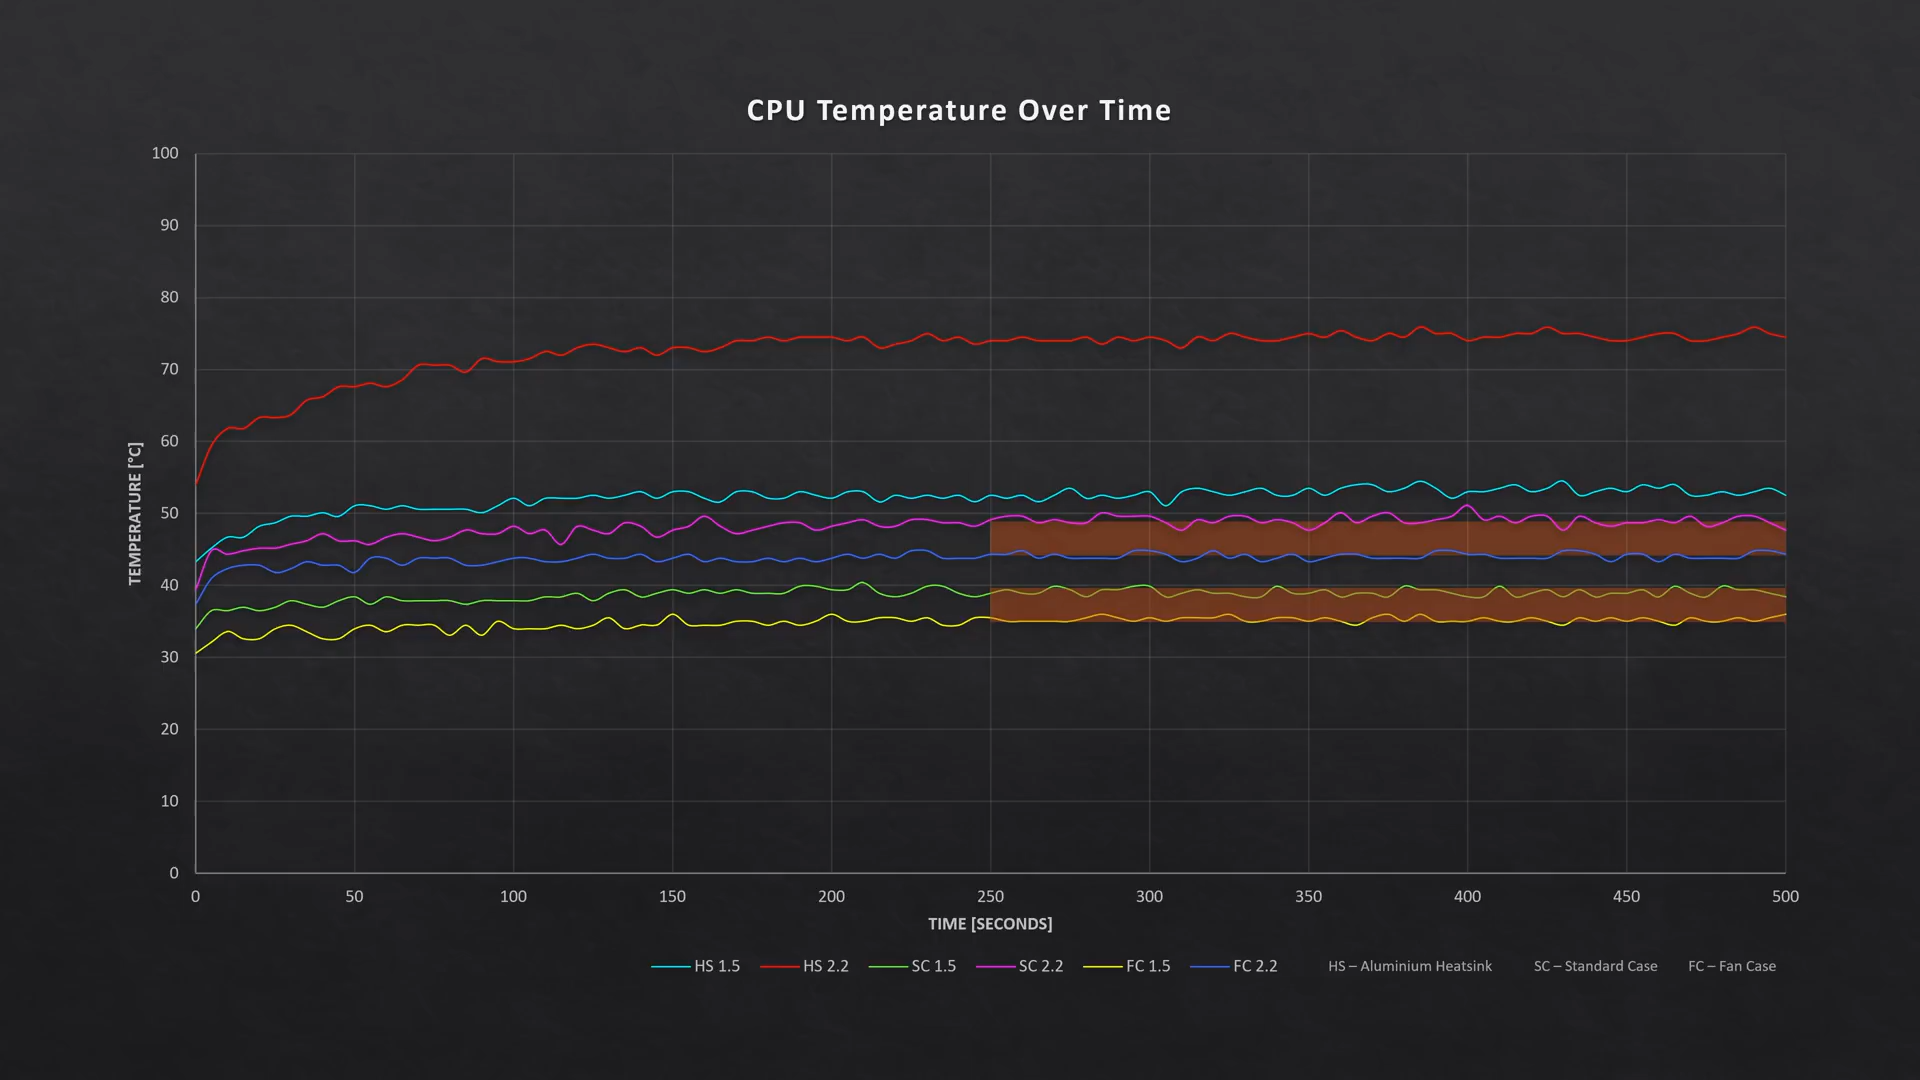 CPU Temperature Over Time
100
90
80
70
60
50
40
30
20
10
0
TEMPERATURE [°C]
0 50 100 150 200 250 300 350 400 450 500
TIME [SECONDS]
HS 1.5 HS 2.2 SC 1.5 SC 2.2 FC 1.5 FC 2.2 HS – Aluminium Heatsink SC – Standard Case FC – Fan Case